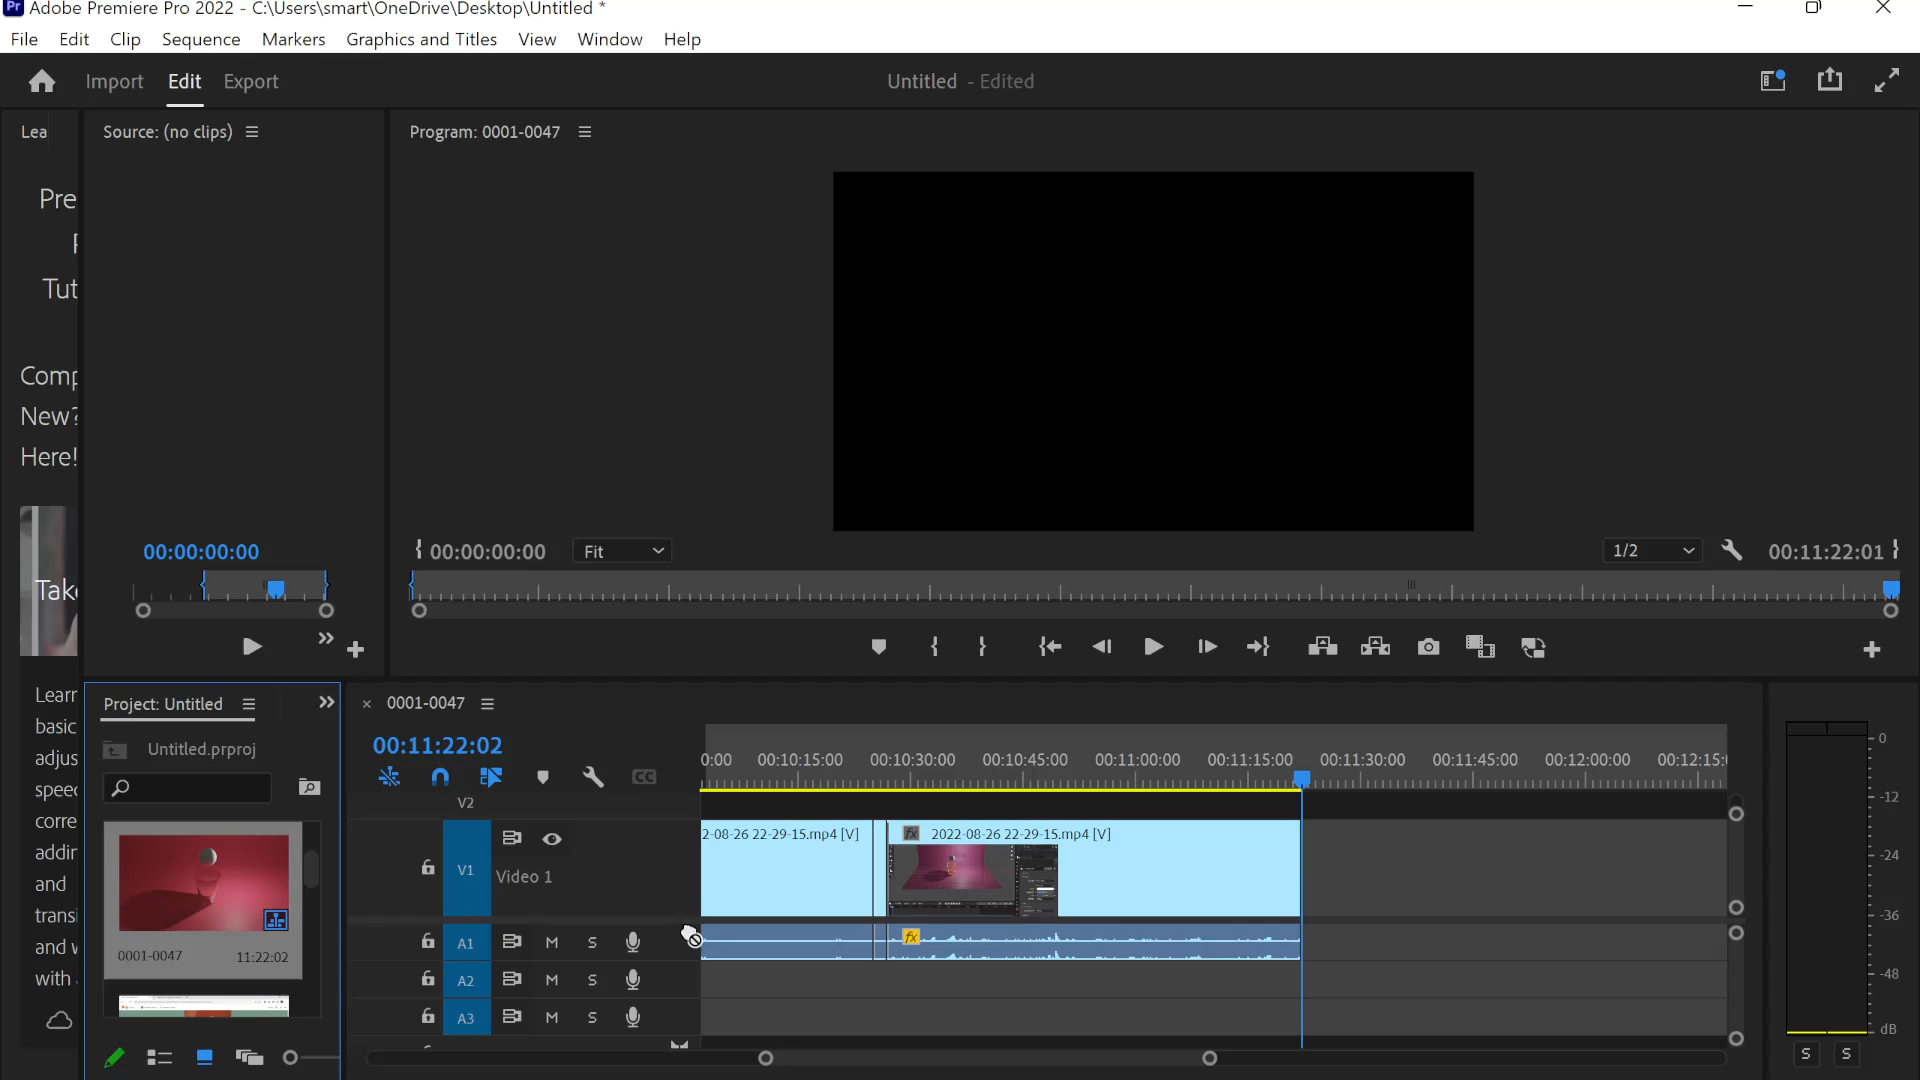 Pr Adobe Premiere Pro 2022 - C:\Users\smart\OneDrive\Desktop\Untitled *
File Edit Clip Sequence Markers Graphics and Titles View Window Help
Import Edit Export
Untitled - Edited
Lea
Source: (no clips)
Program: 0001-0047
Pre
Tut
Comp
New?
Here!
Take
00:00:00:00
00:00:00:00
Fit
1/2
00:11:22:01
Learn
basic
adjus
speed
corre
addin
and
transi
and w
with
Project: Untitled
Untitled.prproj
0001-0047
11:22:02
0001-0047
00:11:22:02
CC
0:00 00:10:15:00 00:10:30:00 00:10:45:00 00:11:00:00 00:11:15:00 00:11:30:00 00:11:45:00 00:12:00:00 00:12:15:
V2
V1
Video 1
2-08-26 22-29-15.mp4 [V]
fx 2022-08-26 22-29-15.mp4 [V]
A1 M S
fx
A2 M S
A3 M S
0
-12
-24
-36
-48
dB
S S